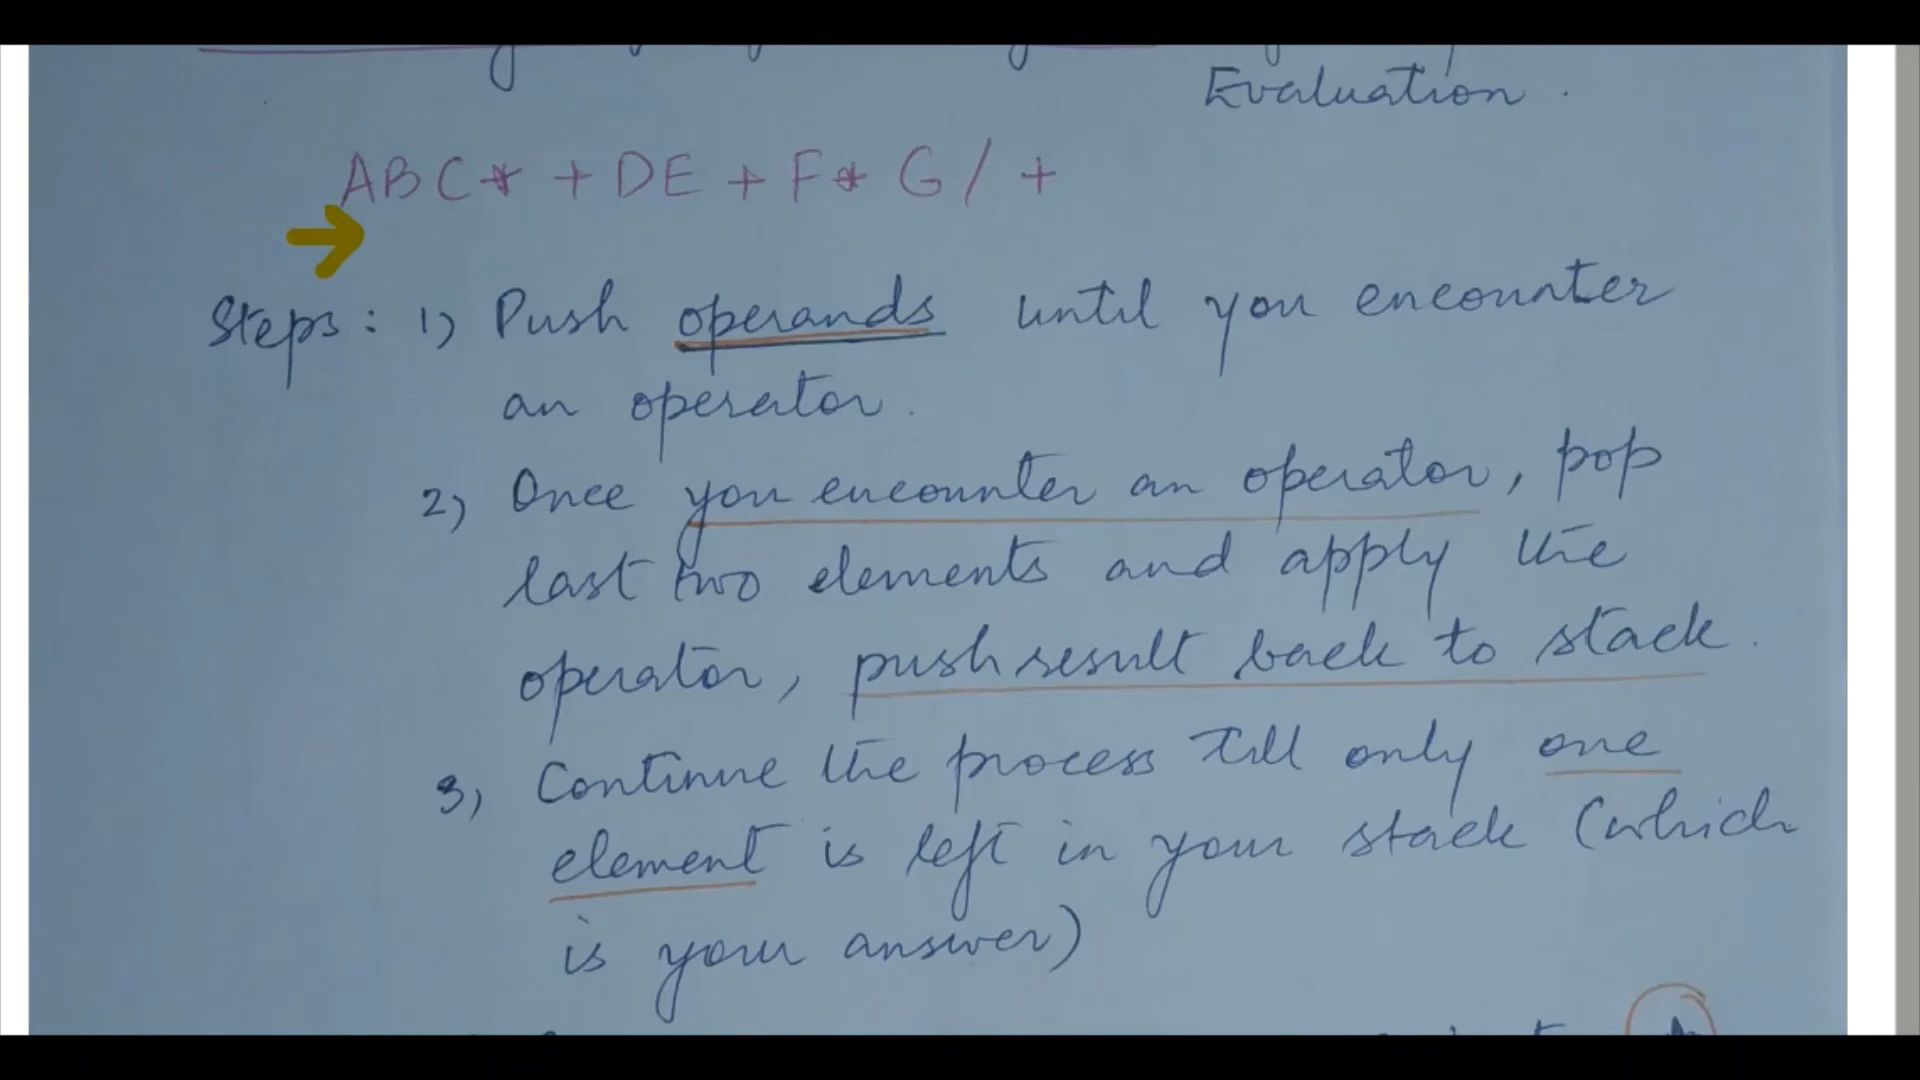 Evaluation.
ABC* + DE + F* G / +
Steps: 1) Push operands until you encounter
an operator.
2) Once you encounter an operator, pop
last two elements and apply the
operator, push result back to stack.
3) Continue the process till only one
element is left in your stack (which
is your answer)